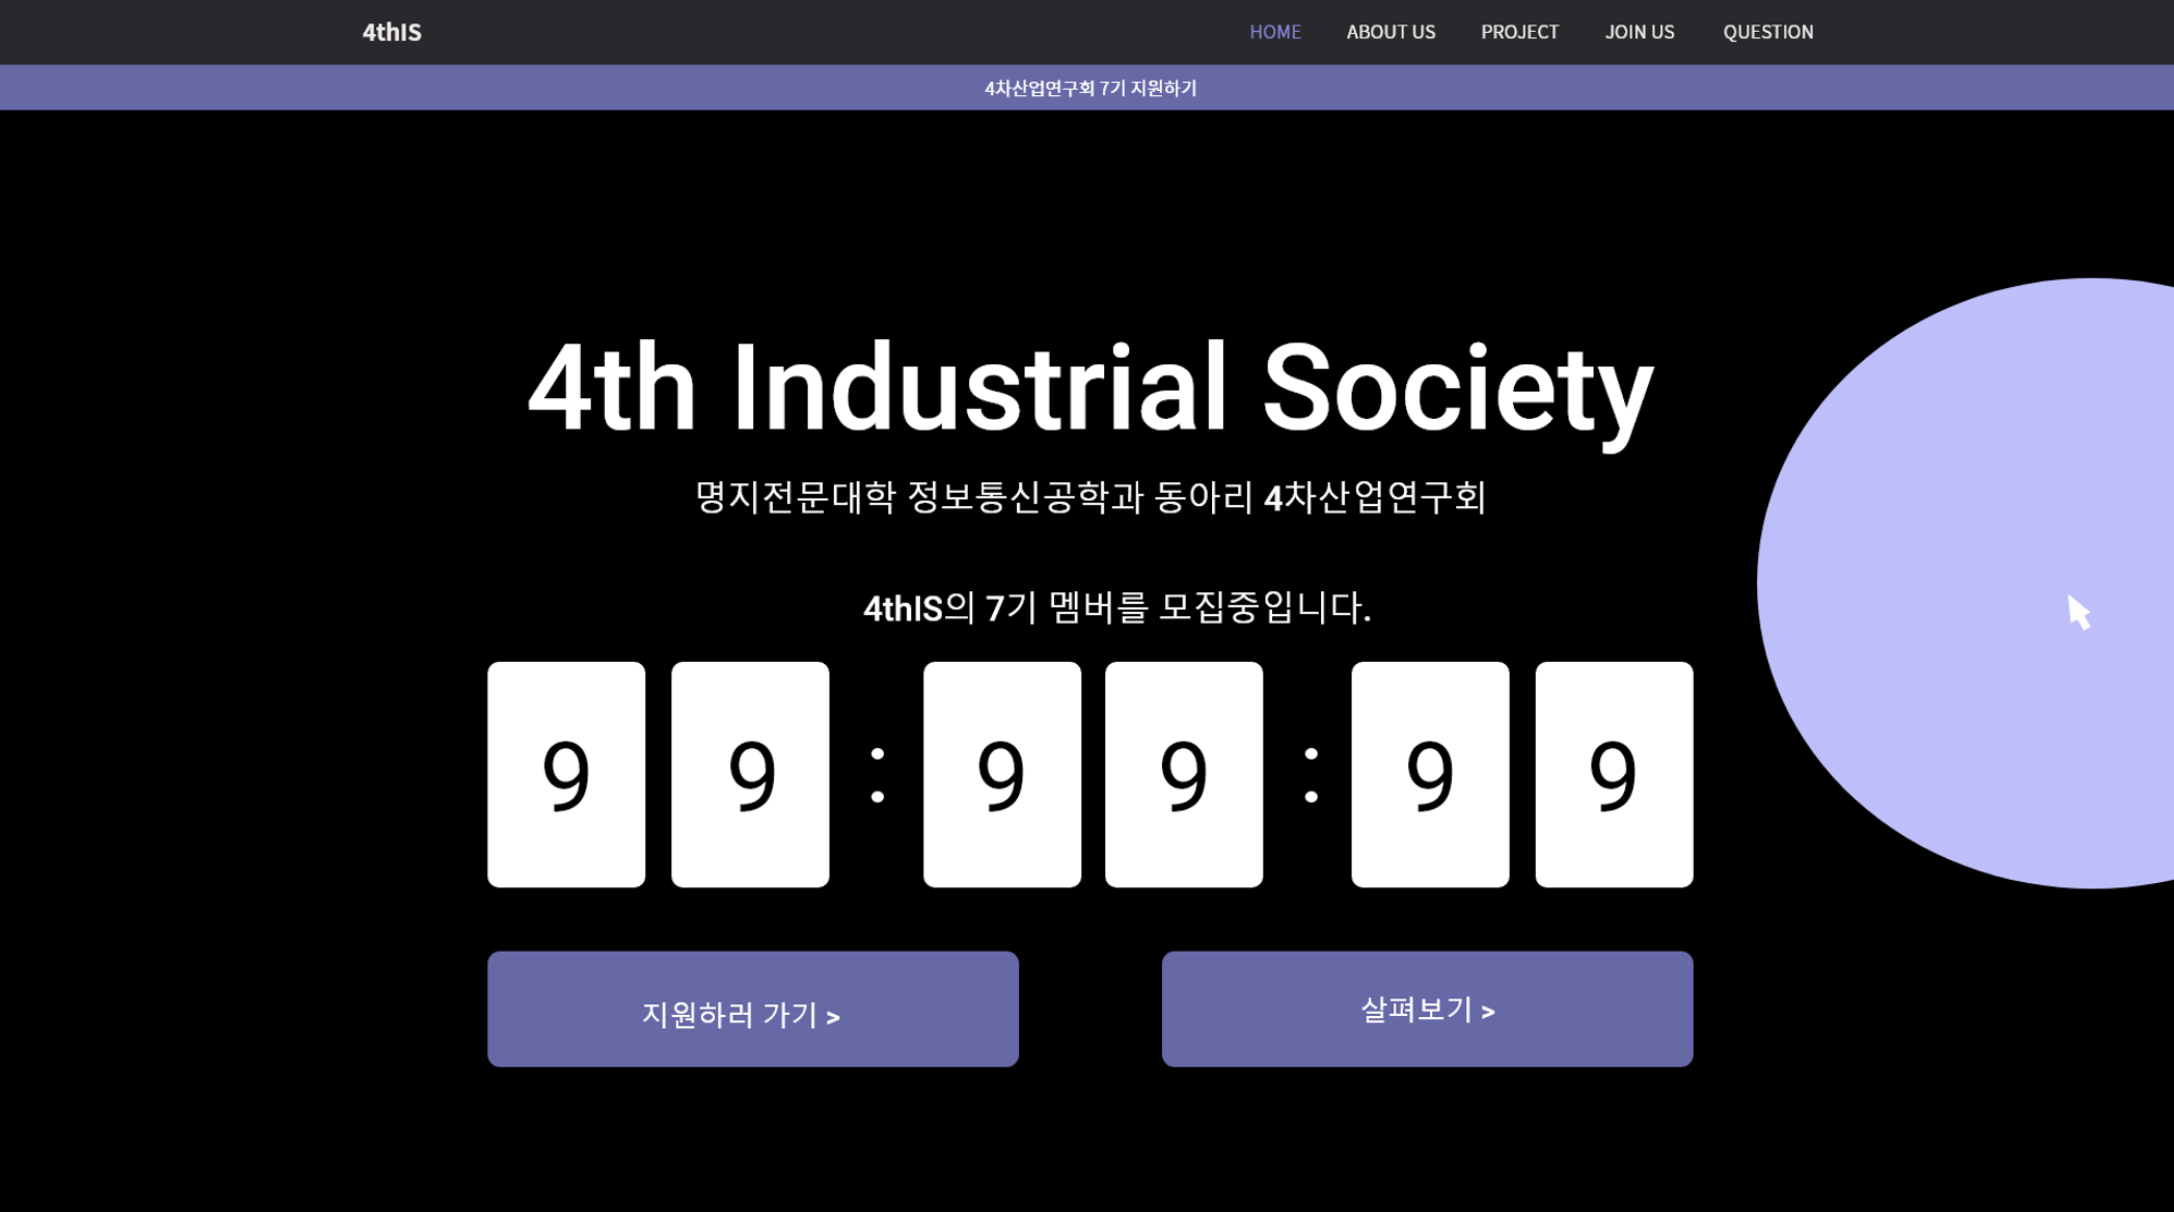 4thIS HOME ABOUT US PROJECT JOIN US QUESTION
4차산업연구회 7기 지원하기
4th Industrial Society
명지전문대학 정보통신공학과 동아리 4차산업연구회
4thIS의 7기 멤버를 모집중입니다.
9 9 : 9 9 : 9 9
지원하러 가기 > 살펴보기 >